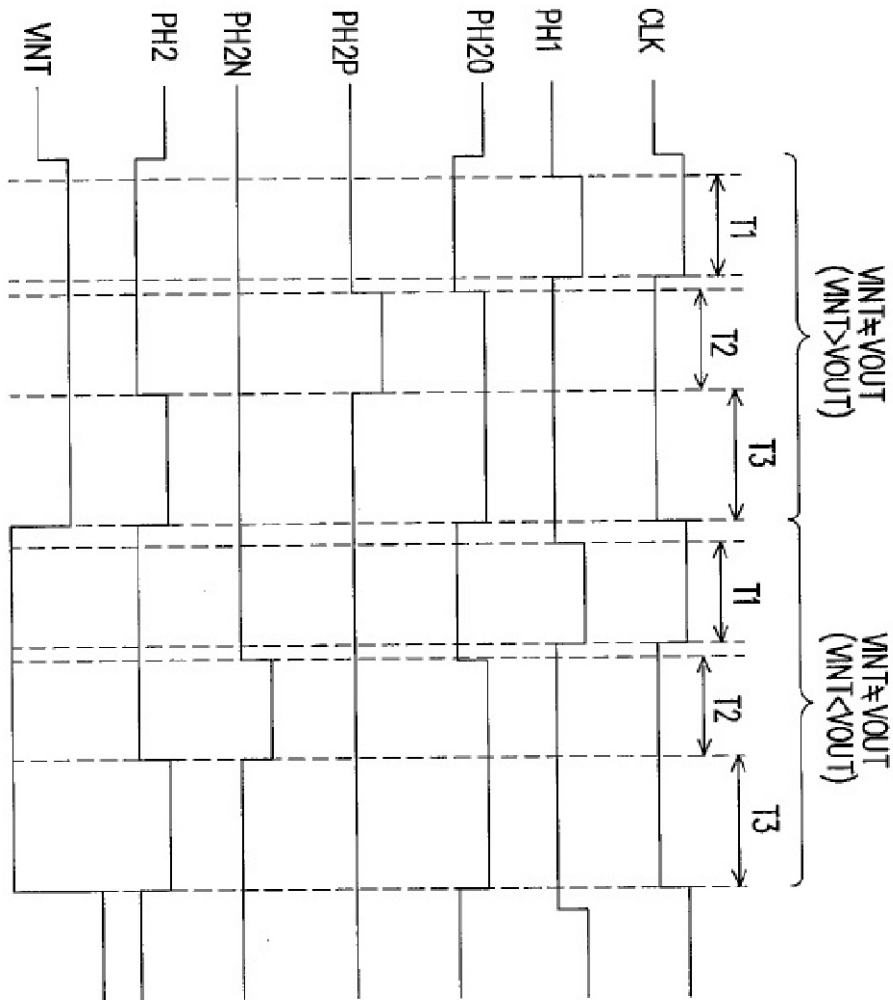 VINT≠VOUT
(VINT>VOUT)
VINT≠VOUT
(VINT<VOUT)
T1
T2
T3
T1
T2
T3
CLK
PH1
PH20
PH2P
PH2N
PH2
VINT